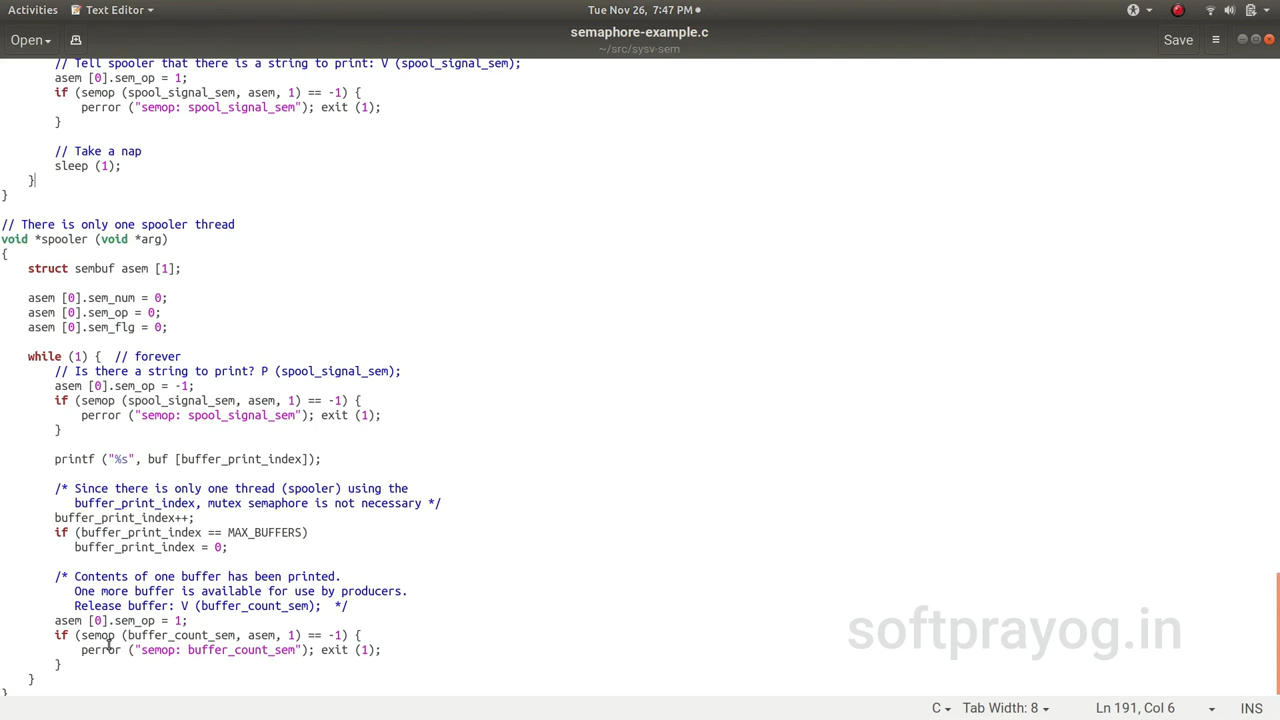 Activities Text Editor Tue Nov 26, 7:47 PM
Open semaphore-example.c Save
~/src/sysv-sem
// Tell spooler that there is a string to print: V (spool_signal_sem);
asem [0].sem_op = 1;
if (semop (spool_signal_sem, asem, 1) == -1) {
perror ("semop: spool_signal_sem"); exit (1);
}
// Take a nap
sleep (1);
}
}
// There is only one spooler thread
void *spooler (void *arg)
{
struct sembuf asem [1];
asem [0].sem_num = 0;
asem [0].sem_op = 0;
asem [0].sem_flg = 0;
while (1) { // forever
// Is there a string to print? P (spool_signal_sem);
asem [0].sem_op = -1;
if (semop (spool_signal_sem, asem, 1) == -1) {
perror ("semop: spool_signal_sem"); exit (1);
}
printf ("%s", buf [buffer_print_index]);
/* Since there is only one thread (spooler) using the
buffer_print_index, mutex semaphore is not necessary */
buffer_print_index++;
if (buffer_print_index == MAX_BUFFERS)
buffer_print_index = 0;
/* Contents of one buffer has been printed.
One more buffer is available for use by producers.
Release buffer: V (buffer_count_sem); */
asem [0].sem_op = 1;
if (semop (buffer_count_sem, asem, 1) == -1) {
perror ("semop: buffer_count_sem"); exit (1);
}
}
}
softprayog.in
C Tab Width: 8 Ln 191, Col 6 INS